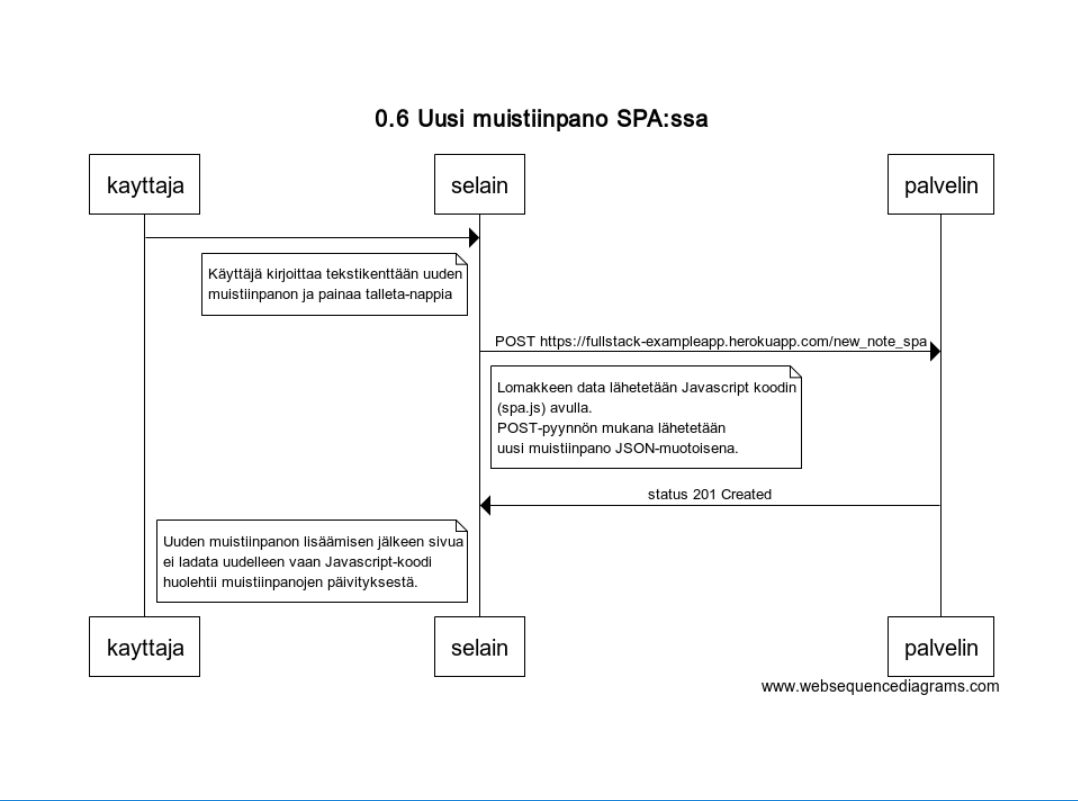 0.6 Uusi muistiinpano SPA:ssa
kayttaja
selain
palvelin
Käyttäjä kirjoittaa tekstikenttään uuden
muistiinpanon ja painaa talleta-nappia
POST https://fullstack-exampleapp.herokuapp.com/new_note_spa
Lomakkeen data lähetetään Javascript koodin
(spa.js) avulla.
POST-pyynnön mukana lähetetään
uusi muistiinpano JSON-muotoisena.
status 201 Created
Uuden muistiinpanon lisäämisen jälkeen sivua
ei ladata uudelleen vaan Javascript-koodi
huolehtii muistiinpanojen päivityksestä.
kayttaja
selain
palvelin
www.websequencediagrams.com